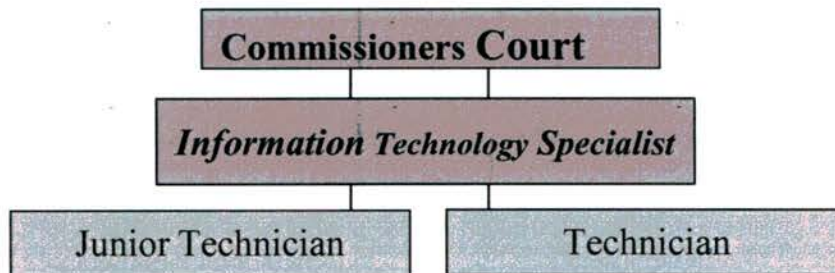 Commissioners Court
Information Technology Specialist
Junior Technician
Technician